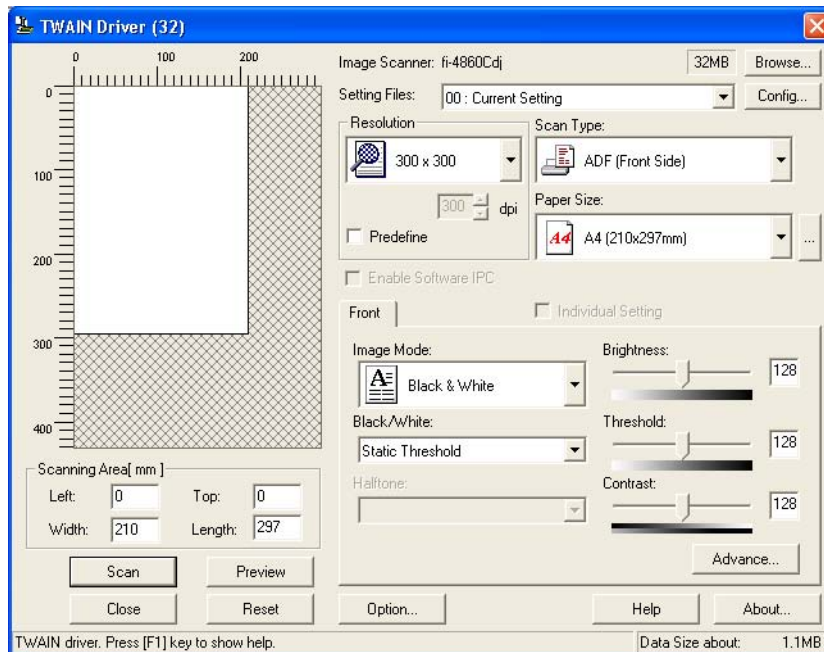 TWAIN Driver (32)
0 100 200
0
100
200
300
400
Image Scanner: fi-4860Cdj 32MB Browse...
Setting Files: 00 : Current Setting Config...
Resolution
300 x 300
300 dpi
Predefine
Scan Type:
ADF (Front Side)
Paper Size:
A4 A4 (210x297mm) ...
Enable Software IPC
Front
Individual Setting
Image Mode:
Black & White
Black/White:
Static Threshold
Halftone:
Brightness:
128
Threshold:
128
Contrast:
128
Advance...
Scanning Area[ mm ]
Left: 0 Top: 0
Width: 210 Length: 297
Scan Preview
Close Reset Option... Help About...
TWAIN driver. Press [F1] key to show help. Data Size about: 1.1MB